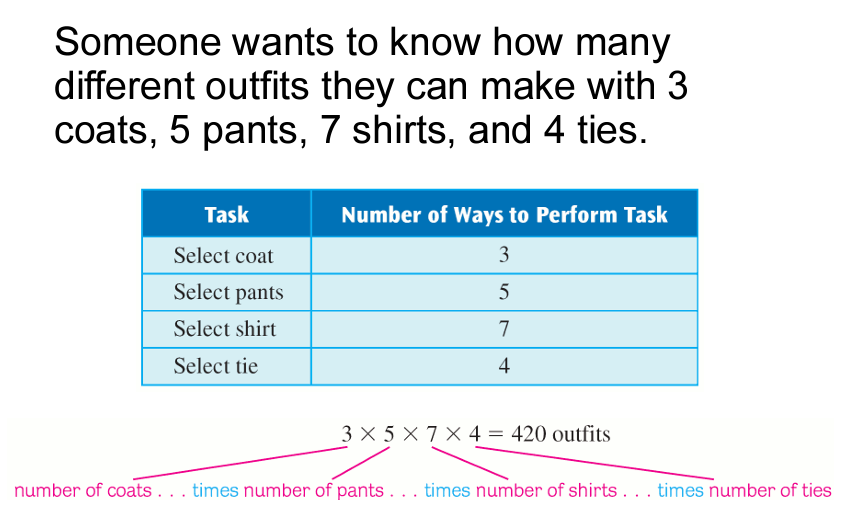 Someone wants to know how many
different outfits they can make with 3
coats, 5 pants, 7 shirts, and 4 ties.
Task Number of Ways to Perform Task
Select coat 3
Select pants 5
Select shirt 7
Select tie 4
3 × 5 × 7 × 4 = 420 outfits
number of coats . . . times number of pants . . . times number of shirts . . . times number of ties